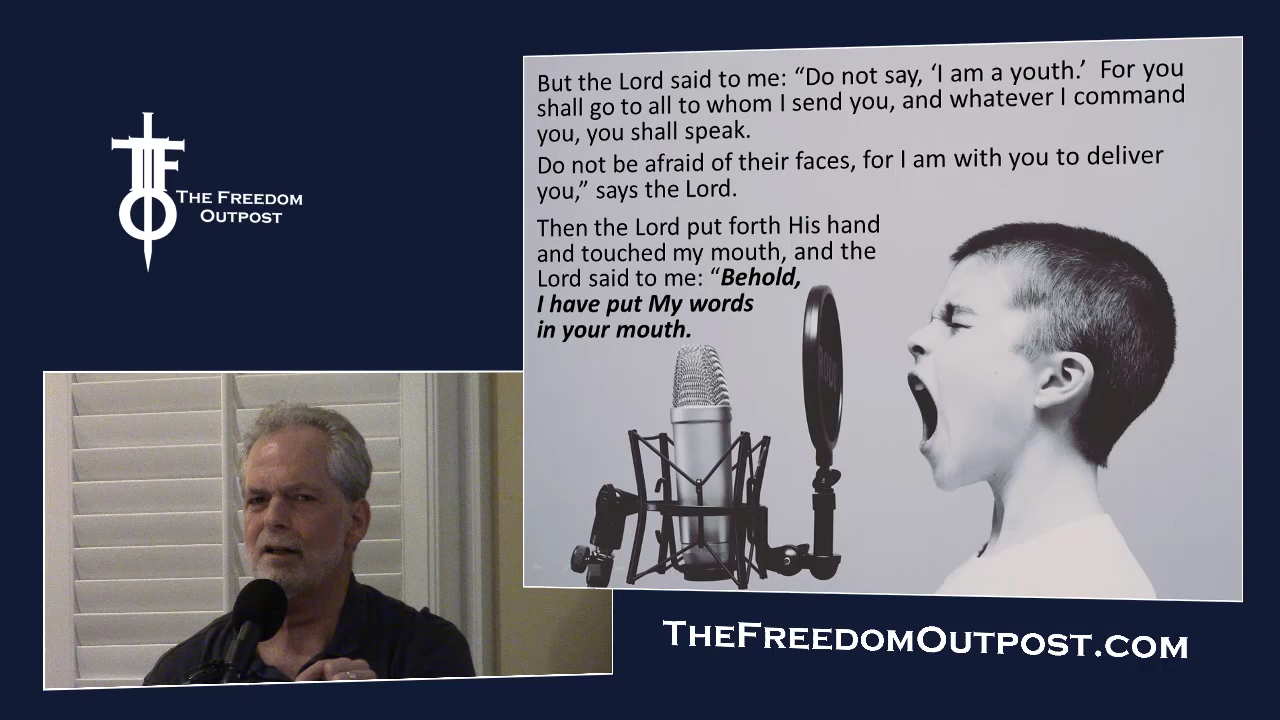 THE FREEDOM
OUTPOST
But the Lord said to me: “Do not say, ‘I am a youth.’ For you
shall go to all to whom I send you, and whatever I command
you, you shall speak.
Do not be afraid of their faces, for I am with you to deliver
you,” says the Lord.
Then the Lord put forth His hand
and touched my mouth, and the
Lord said to me: “Behold,
I have put My words
in your mouth.
THEFREEDOMOUTPOST.COM